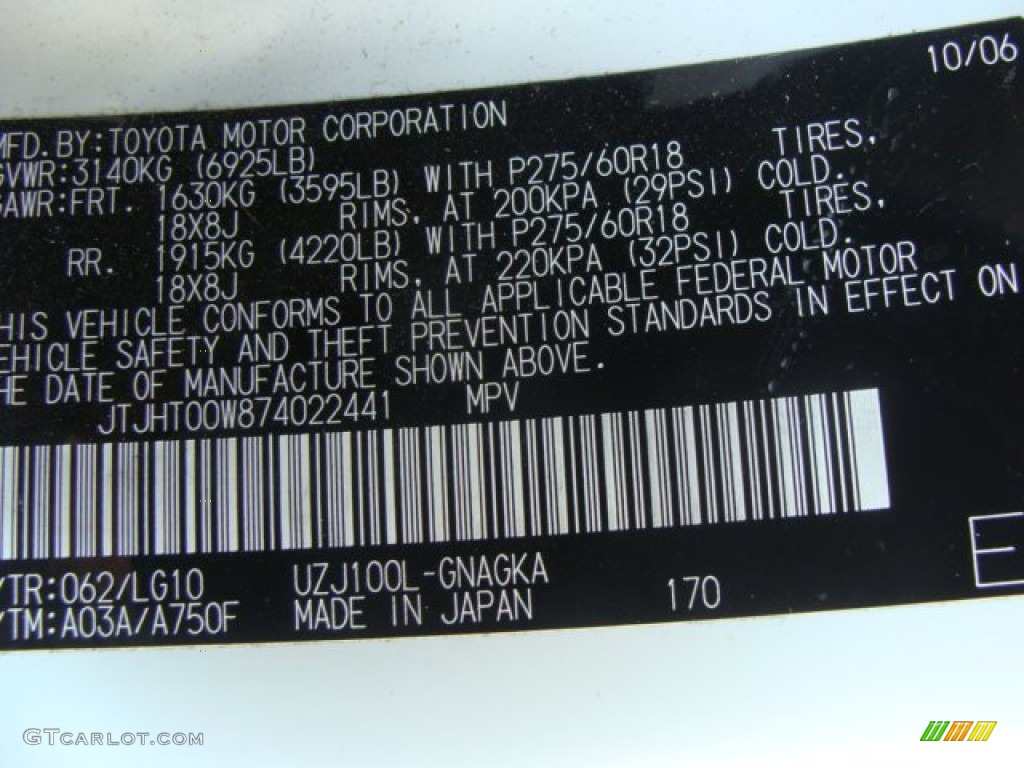 10/06
MFD. BY: TOYOTA MOTOR CORPORATION
GVWR: 3140KG (6925LB)
GAWR: FRT. 1630KG (3595LB) WITH P275/60R18 TIRES,
18X8J RIMS, AT 200KPA (29PSI) COLD.
RR. 1915KG (4220LB) WITH P275/60R18 TIRES,
18X8J RIMS, AT 220KPA (32PSI) COLD.
THIS VEHICLE CONFORMS TO ALL APPLICABLE FEDERAL MOTOR
VEHICLE SAFETY AND THEFT PREVENTION STANDARDS IN EFFECT ON
THE DATE OF MANUFACTURE SHOWN ABOVE.
JTJHT00W874022441 MPV
/TR: 062/LG10 UZJ100L-GNAGKA
/TM: A03A/A750F MADE IN JAPAN 170
E
GTCARLOT.COM